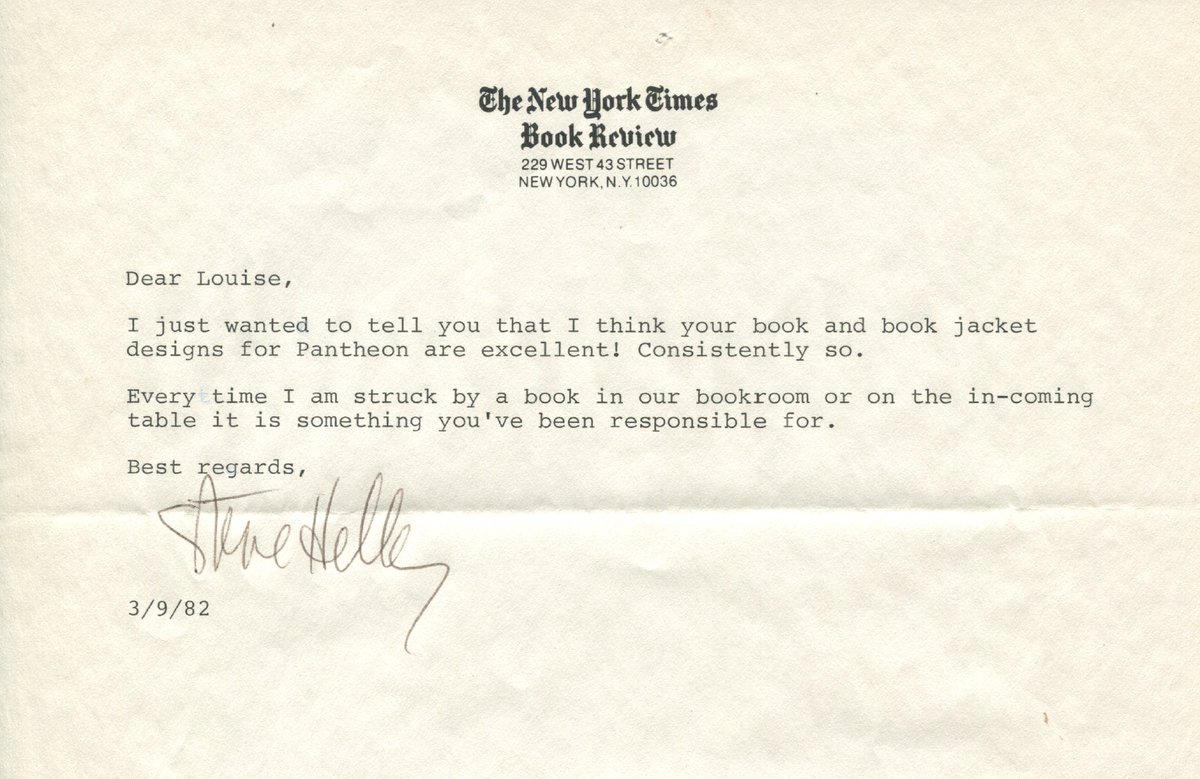 The New York Times
Book Review
229 WEST 43 STREET
NEW YORK, N.Y. 10036
Dear Louise,
I just wanted to tell you that I think your book and book jacket
designs for Pantheon are excellent! Consistently so.
Every time I am struck by a book in our bookroom or on the in-coming
table it is something you've been responsible for.
Best regards,
Steve Heller
3/9/82